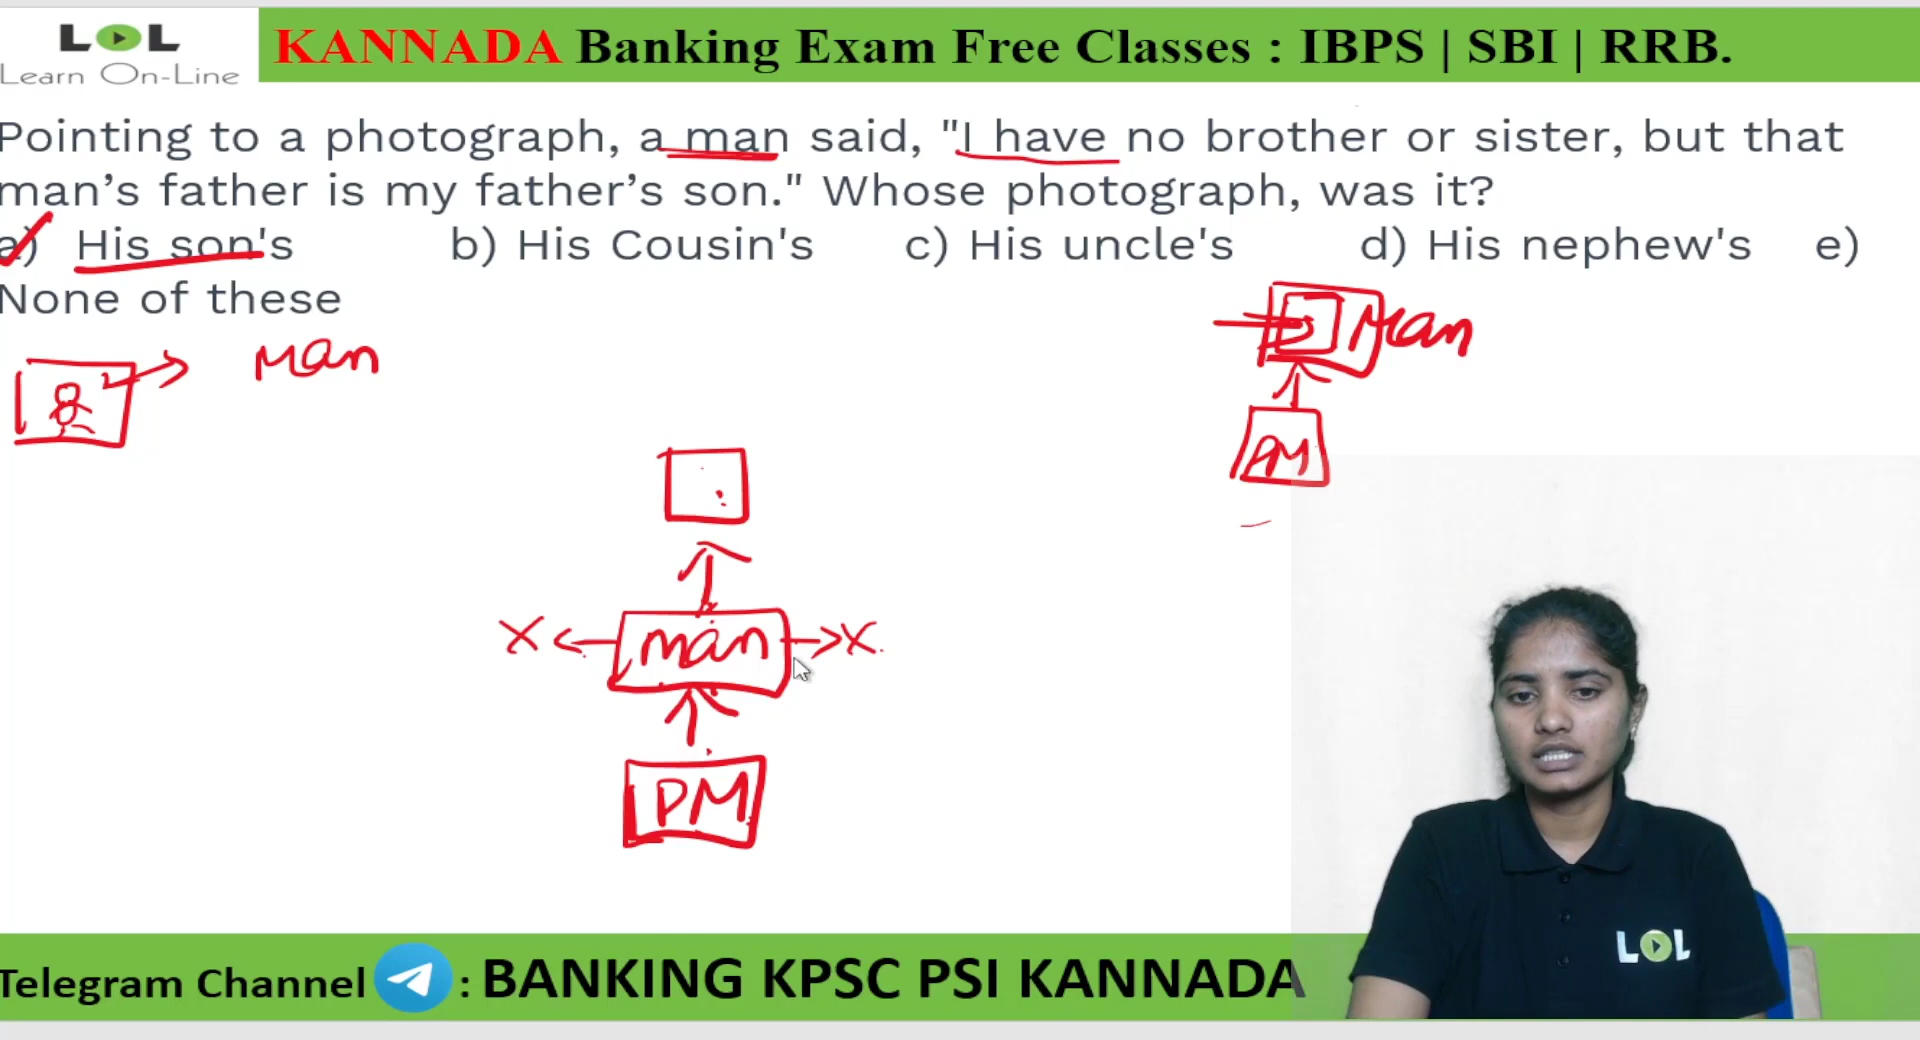 LOL
Learn On-Line
KANNADA Banking Exam Free Classes : IBPS | SBI | RRB.
Pointing to a photograph, a man said, "I have no brother or sister, but that
man’s father is my father’s son." Whose photograph, was it?
a) His son's b) His Cousin's c) His uncle's d) His nephew's e)
None of these
Man
Man
PM
X man X
PM
LOL
Telegram Channel : BANKING KPSC PSI KANNADA